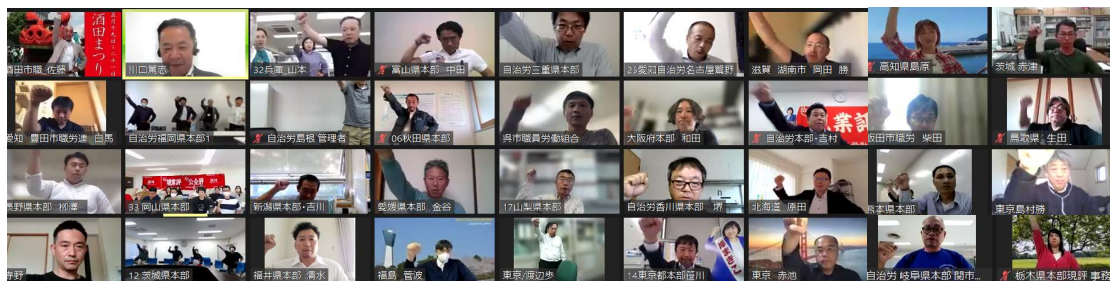 酒田まつり
酒田市職 佐藤
川口篤志
32兵庫 山本
富山県本部 中田
自治労三重県本部
23愛知自治労名古屋鷲野
滋賀 湖南市 岡田 勝
高知県島原
茨城 赤津
愛知 豊田市職労連 白馬
自治労福岡県本部1
自治労島根 管理者
06秋田県本部
呉市職員労働組合
大阪府本部 和田
自治労本部・吉村
飯田市職労 柴田
鳥取県 生田
長野県本部 柳澤
33 岡山県本部
新潟県本部・吉川
愛媛県本部 金谷
17山梨県本部
自治労香川県本部 堺
北海道 原田
熊本県本部
東京島村勝
12 茨城県本部
福井県本部 清水
福島 菅波
東京/渡辺歩
14東京都本部笹川
東京 赤池
自治労 岐阜県本部 関市...
栃木県本部現評 事務